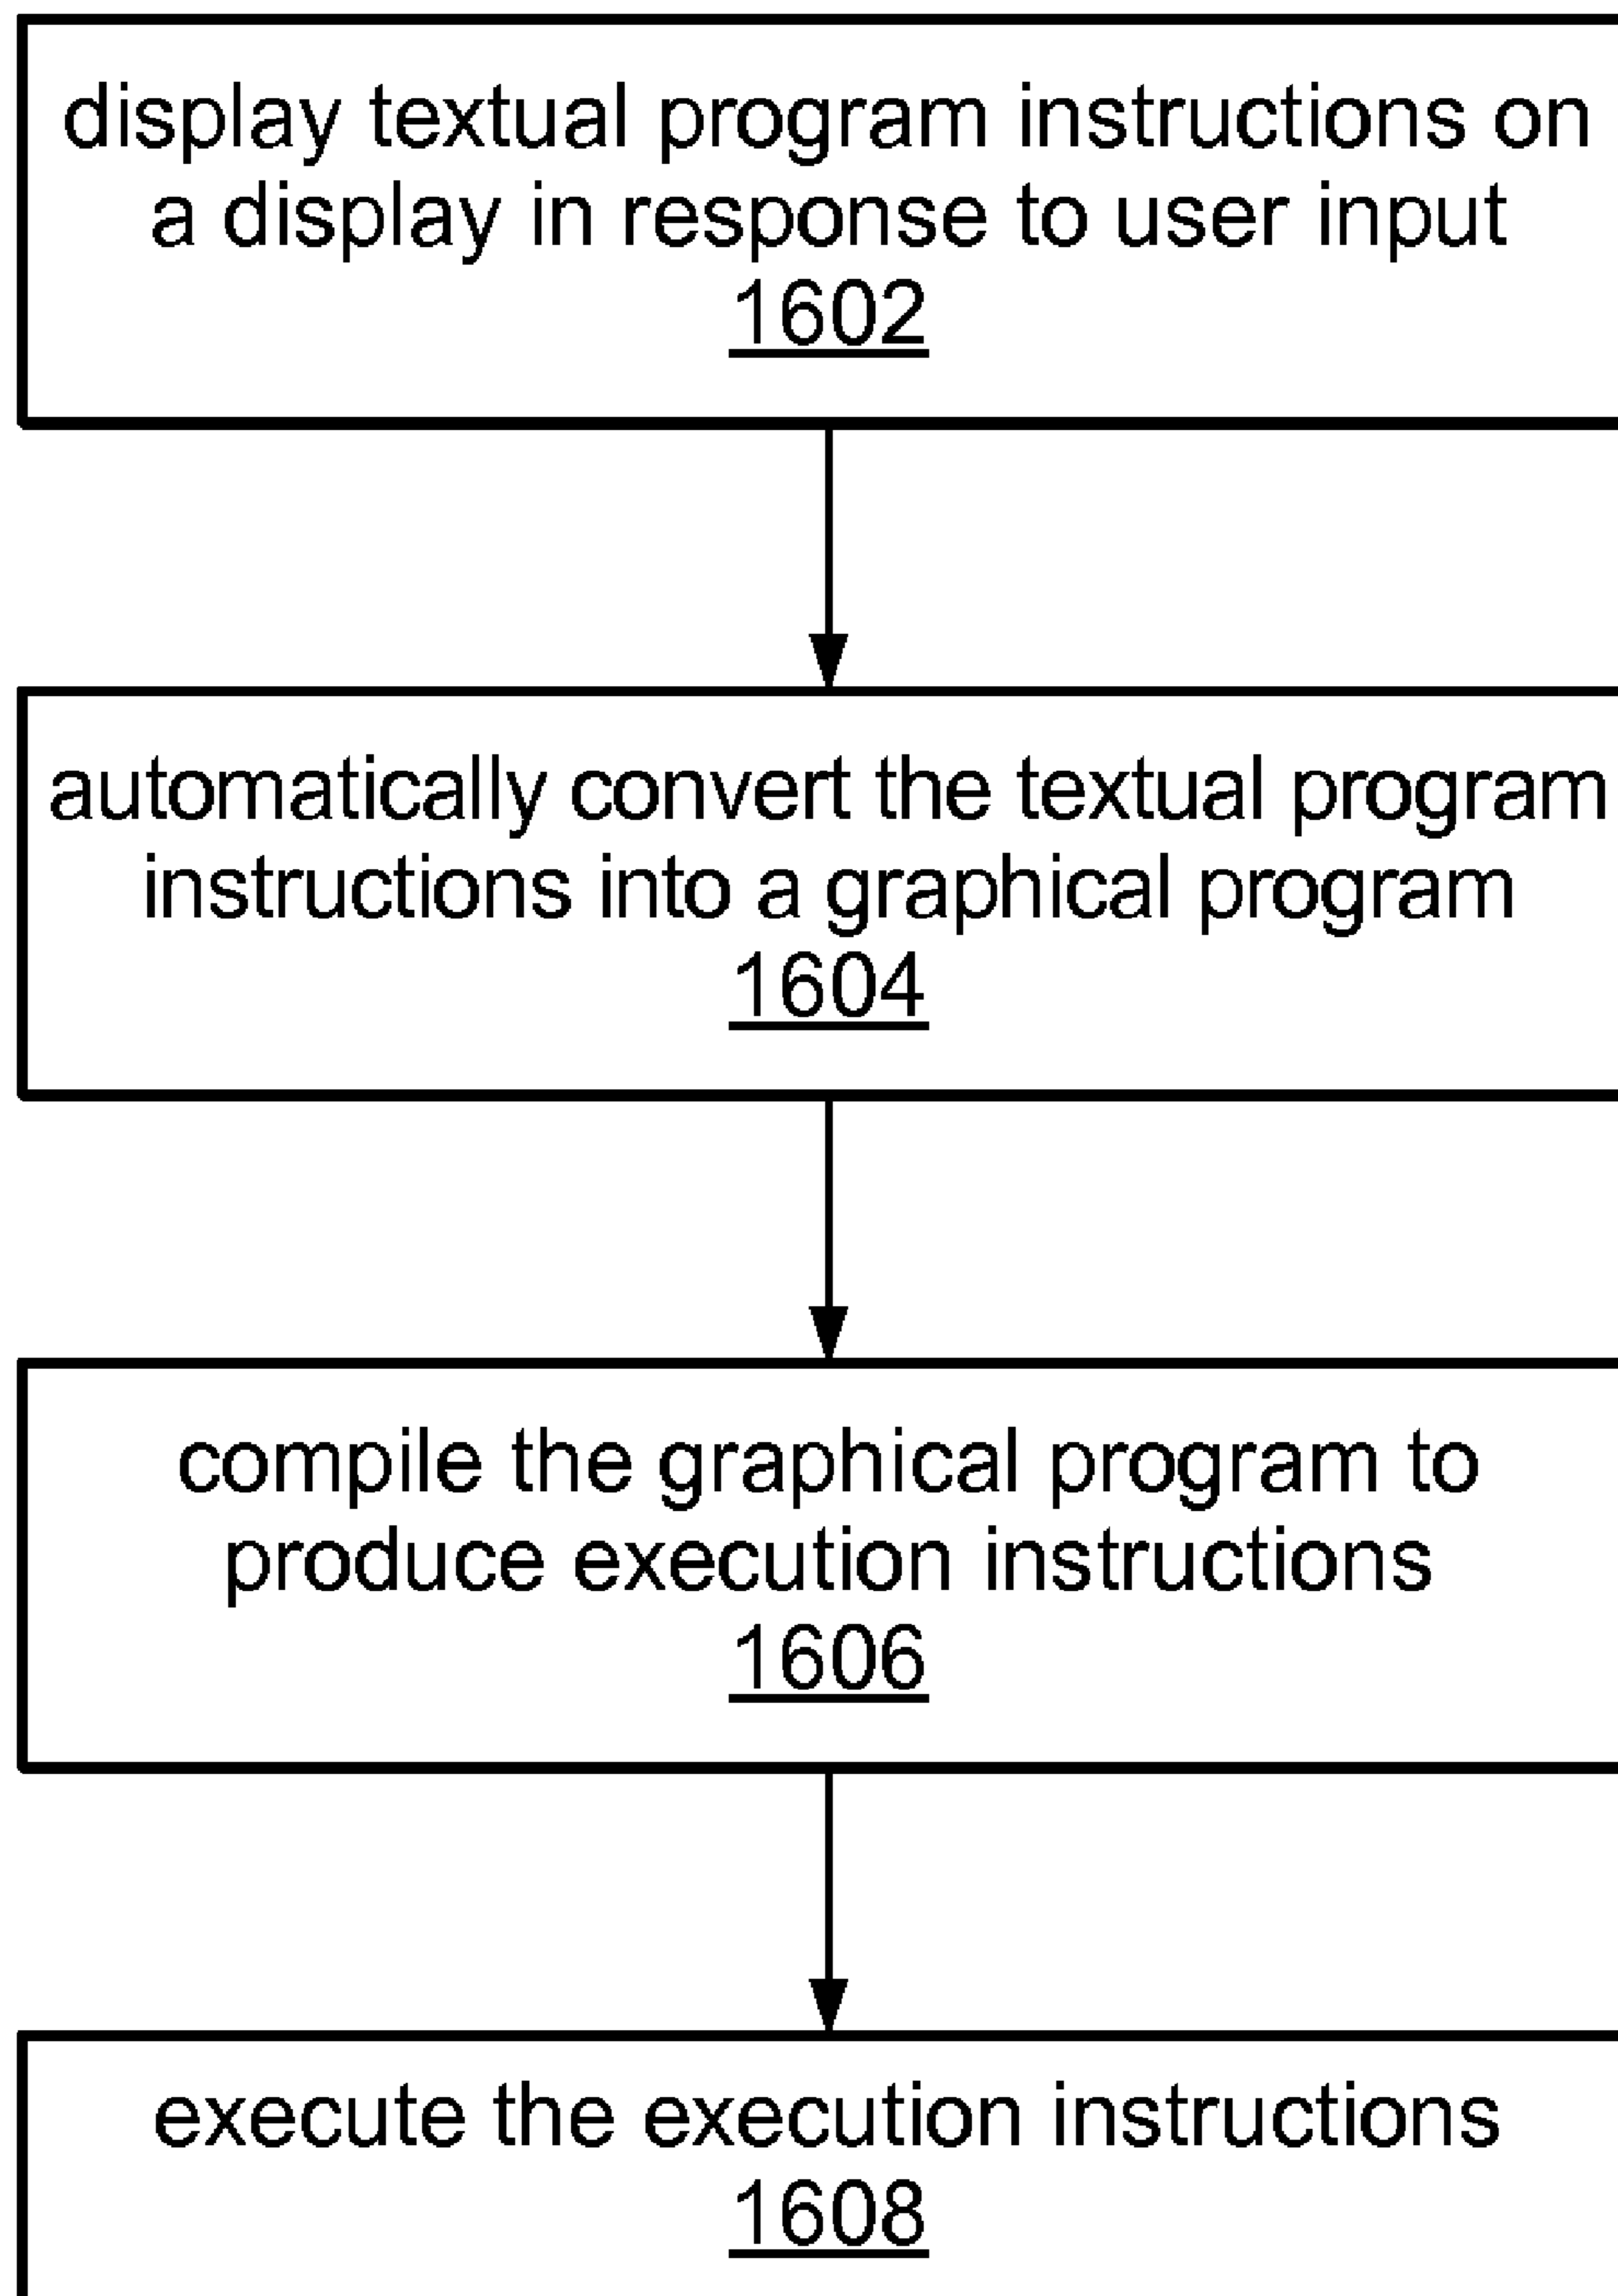 display textual program instructions on
a display in response to user input
1602
automatically convert the textual program
instructions into a graphical program
1604
compile the graphical program to
produce execution instructions
1606
execute the execution instructions
1608